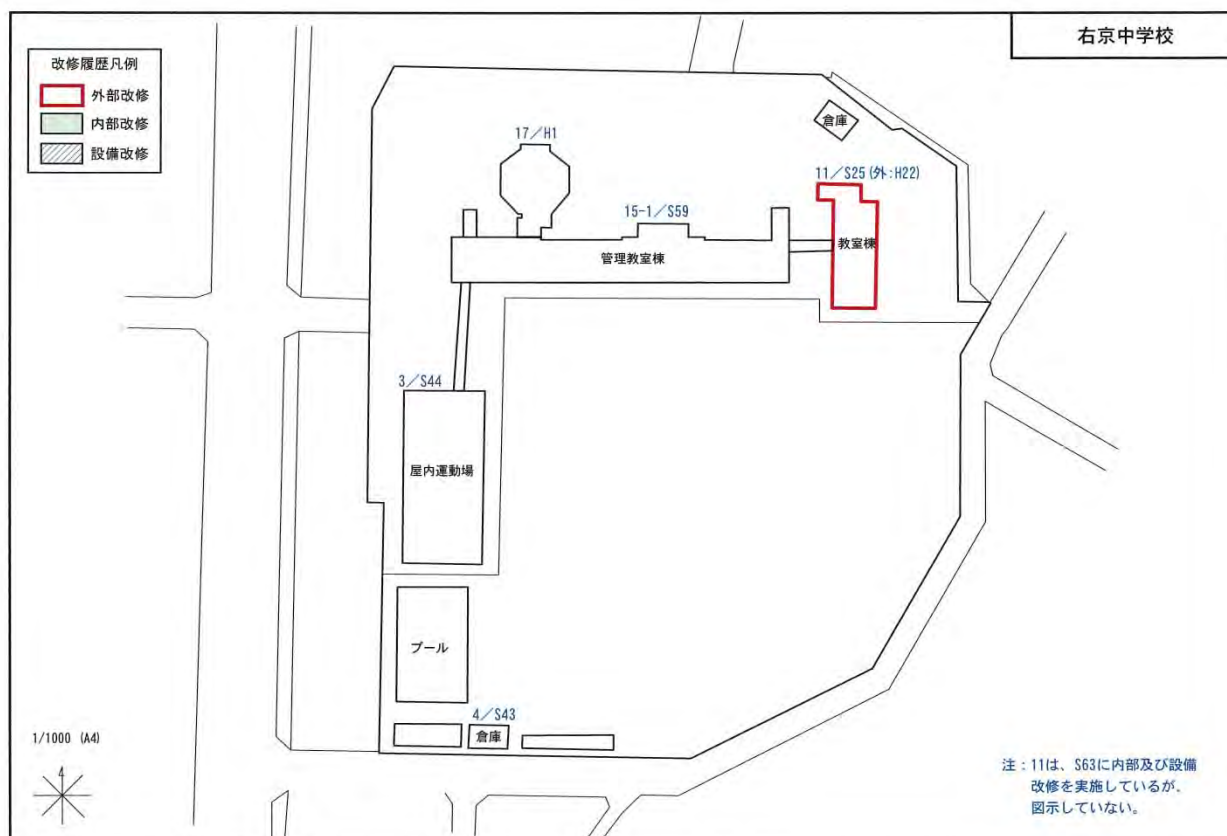 右京中学校
改修履歴凡例
外部改修
内部改修
設備改修
倉庫
17／H1
11／S25 (外:H22)
15-1／S59
教室棟
管理教室棟
3／S44
屋内運動場
プール
4／S43
倉庫
1/1000 (A4)
4
注：11は、S63に内部及び設備
改修を実施しているが、
図示していない。